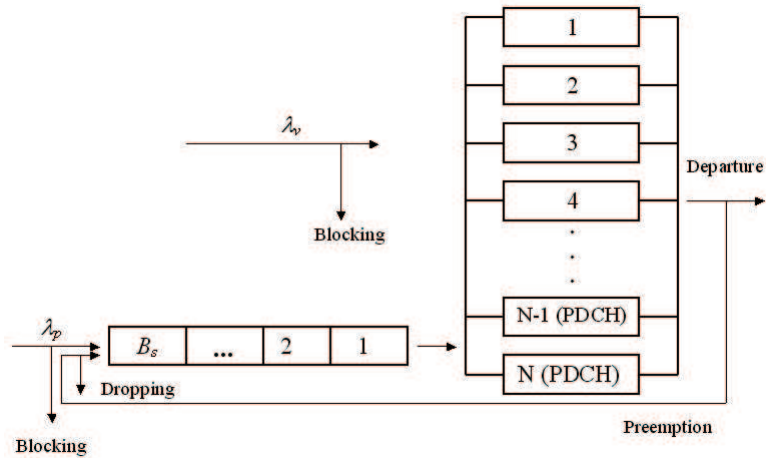 1
2
λv
3
Departure
4
Blocking
.
.
.
N-1 (PDCH)
λp
Bs ... 2 1
N (PDCH)
Dropping
Preemption
Blocking